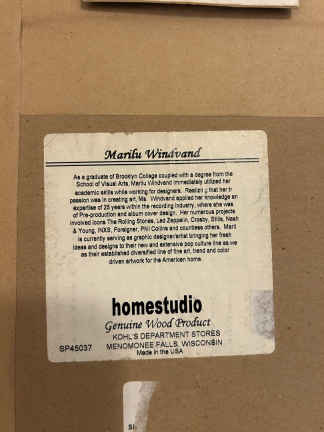 Marilu Windvand
As a graduate of Brooklyn College coupled with a degree from the
School of Visual Arts, Marilu Windvand immediately utilized her
academic skills while working for designers. Realizing that her
passion was in creating art, Ms. Windvand applied her knowledge an
expertise of 25 years within the recording industry, where she was
of Pre-production and album cover design. Her numerous projects
involved icons The Rolling Stones, Led Zeppelin, Crosby, Stills, Nash
& Young, INXS, Foreigner, Phil Collins and countless others. Maril
is currently serving as graphic designer/artist bringing her fresh
ideas and designs to their new and extensive pop culture line as we
as their established diversified line of fine art, trend and color
driven artwork for the American home.
homestudio
Genuine Wood Product
KOHL'S DEPARTMENT STORES
SP45037 MENOMONEE FALLS, WISCONSIN
Made in the USA